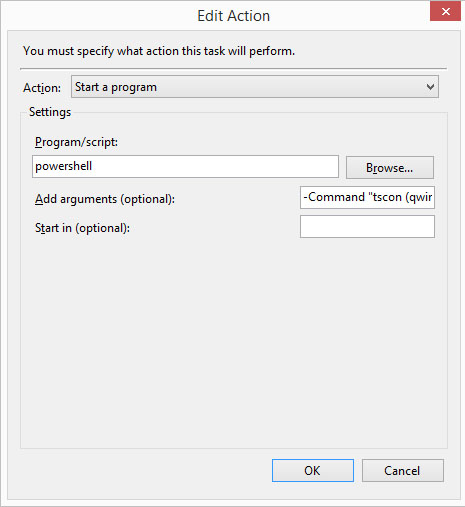 Edit Action
You must specify what action this task will perform.
Action: Start a program
Settings
Program/script:
powershell Browse...
Add arguments (optional): -Command "tscon (qwin
Start in (optional):
OK Cancel